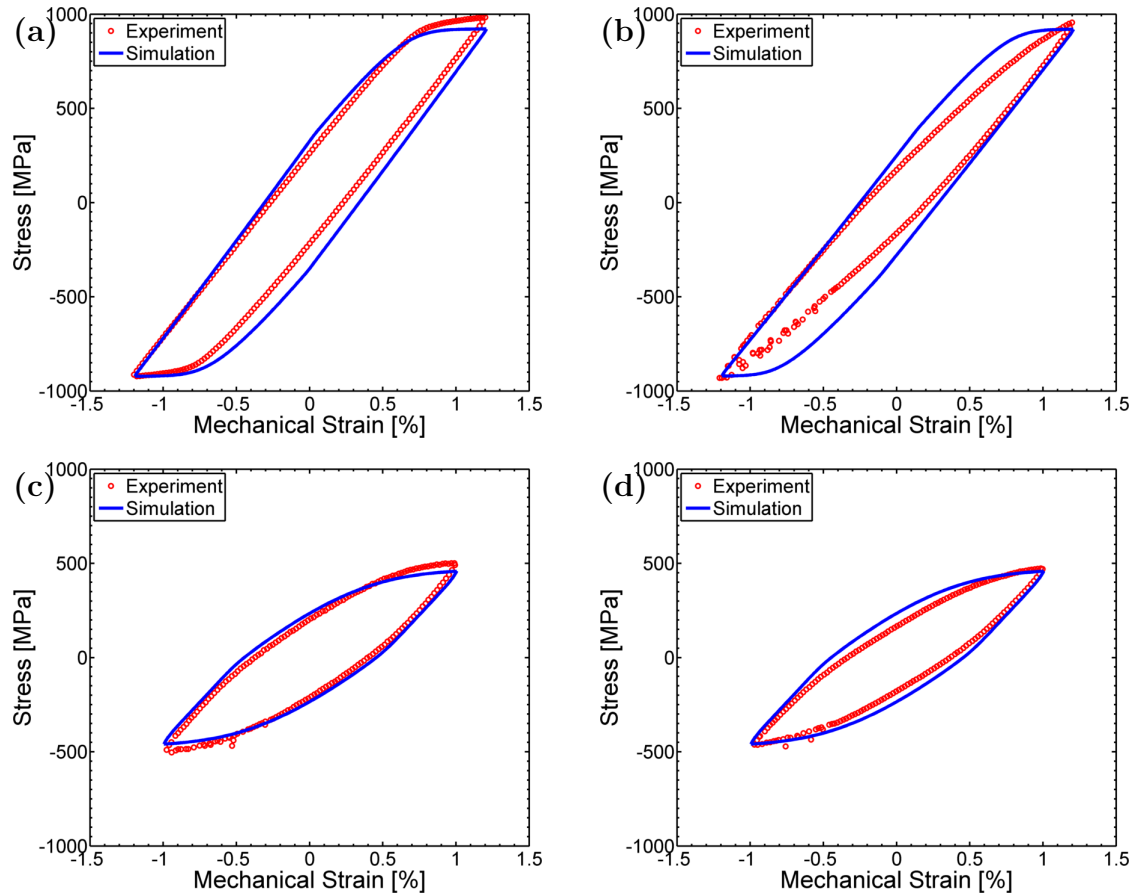 (a)
Experiment
Simulation
Stress [MPa]
1000
500
0
-500
-1000
-1.5
-1
-0.5
0
0.5
1
1.5
Mechanical Strain [%]
(b)
Experiment
Simulation
Stress [MPa]
1000
500
0
-500
-1000
-1.5
-1
-0.5
0
0.5
1
1.5
Mechanical Strain [%]
(c)
Experiment
Simulation
Stress [MPa]
1000
500
0
-500
-1000
-1.5
-1
-0.5
0
0.5
1
1.5
Mechanical Strain [%]
(d)
Experiment
Simulation
Stress [MPa]
1000
500
0
-500
-1000
-1.5
-1
-0.5
0
0.5
1
1.5
Mechanical Strain [%]